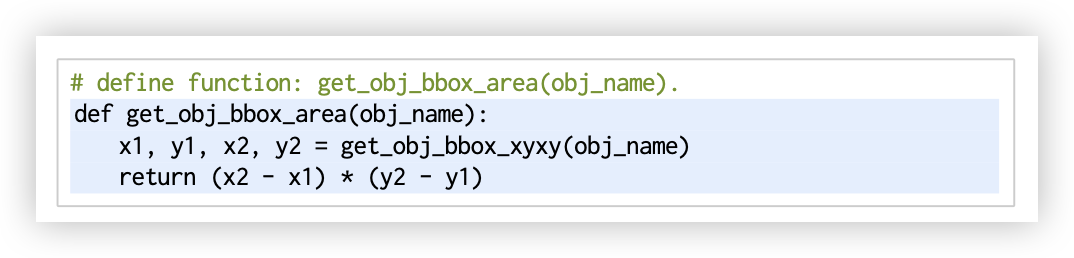 # define function: get_obj_bbox_area(obj_name).
def get_obj_bbox_area(obj_name):
    x1, y1, x2, y2 = get_obj_bbox_xyxy(obj_name)
    return (x2 - x1) * (y2 - y1)